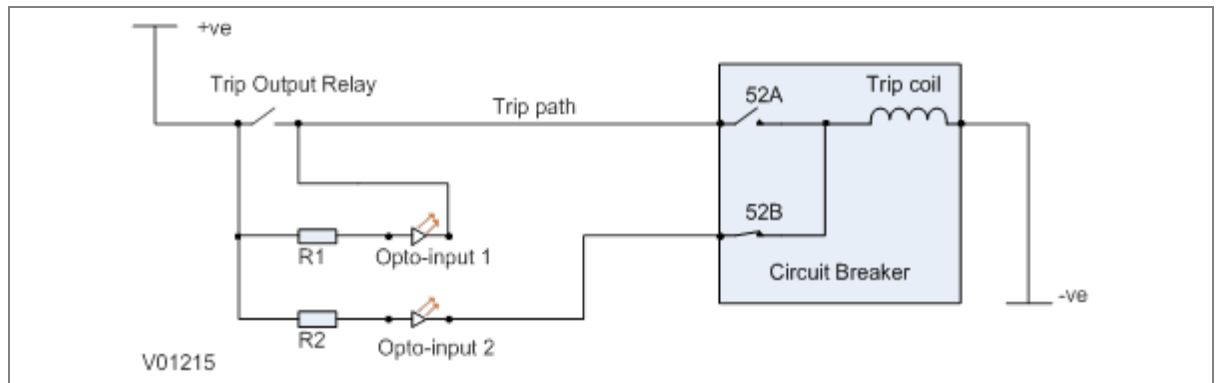 +ve
Trip Output Relay
Trip path
52A
Trip coil
52B
R1
Opto-input 1
Circuit Breaker
-ve
R2
Opto-input 2
V01215